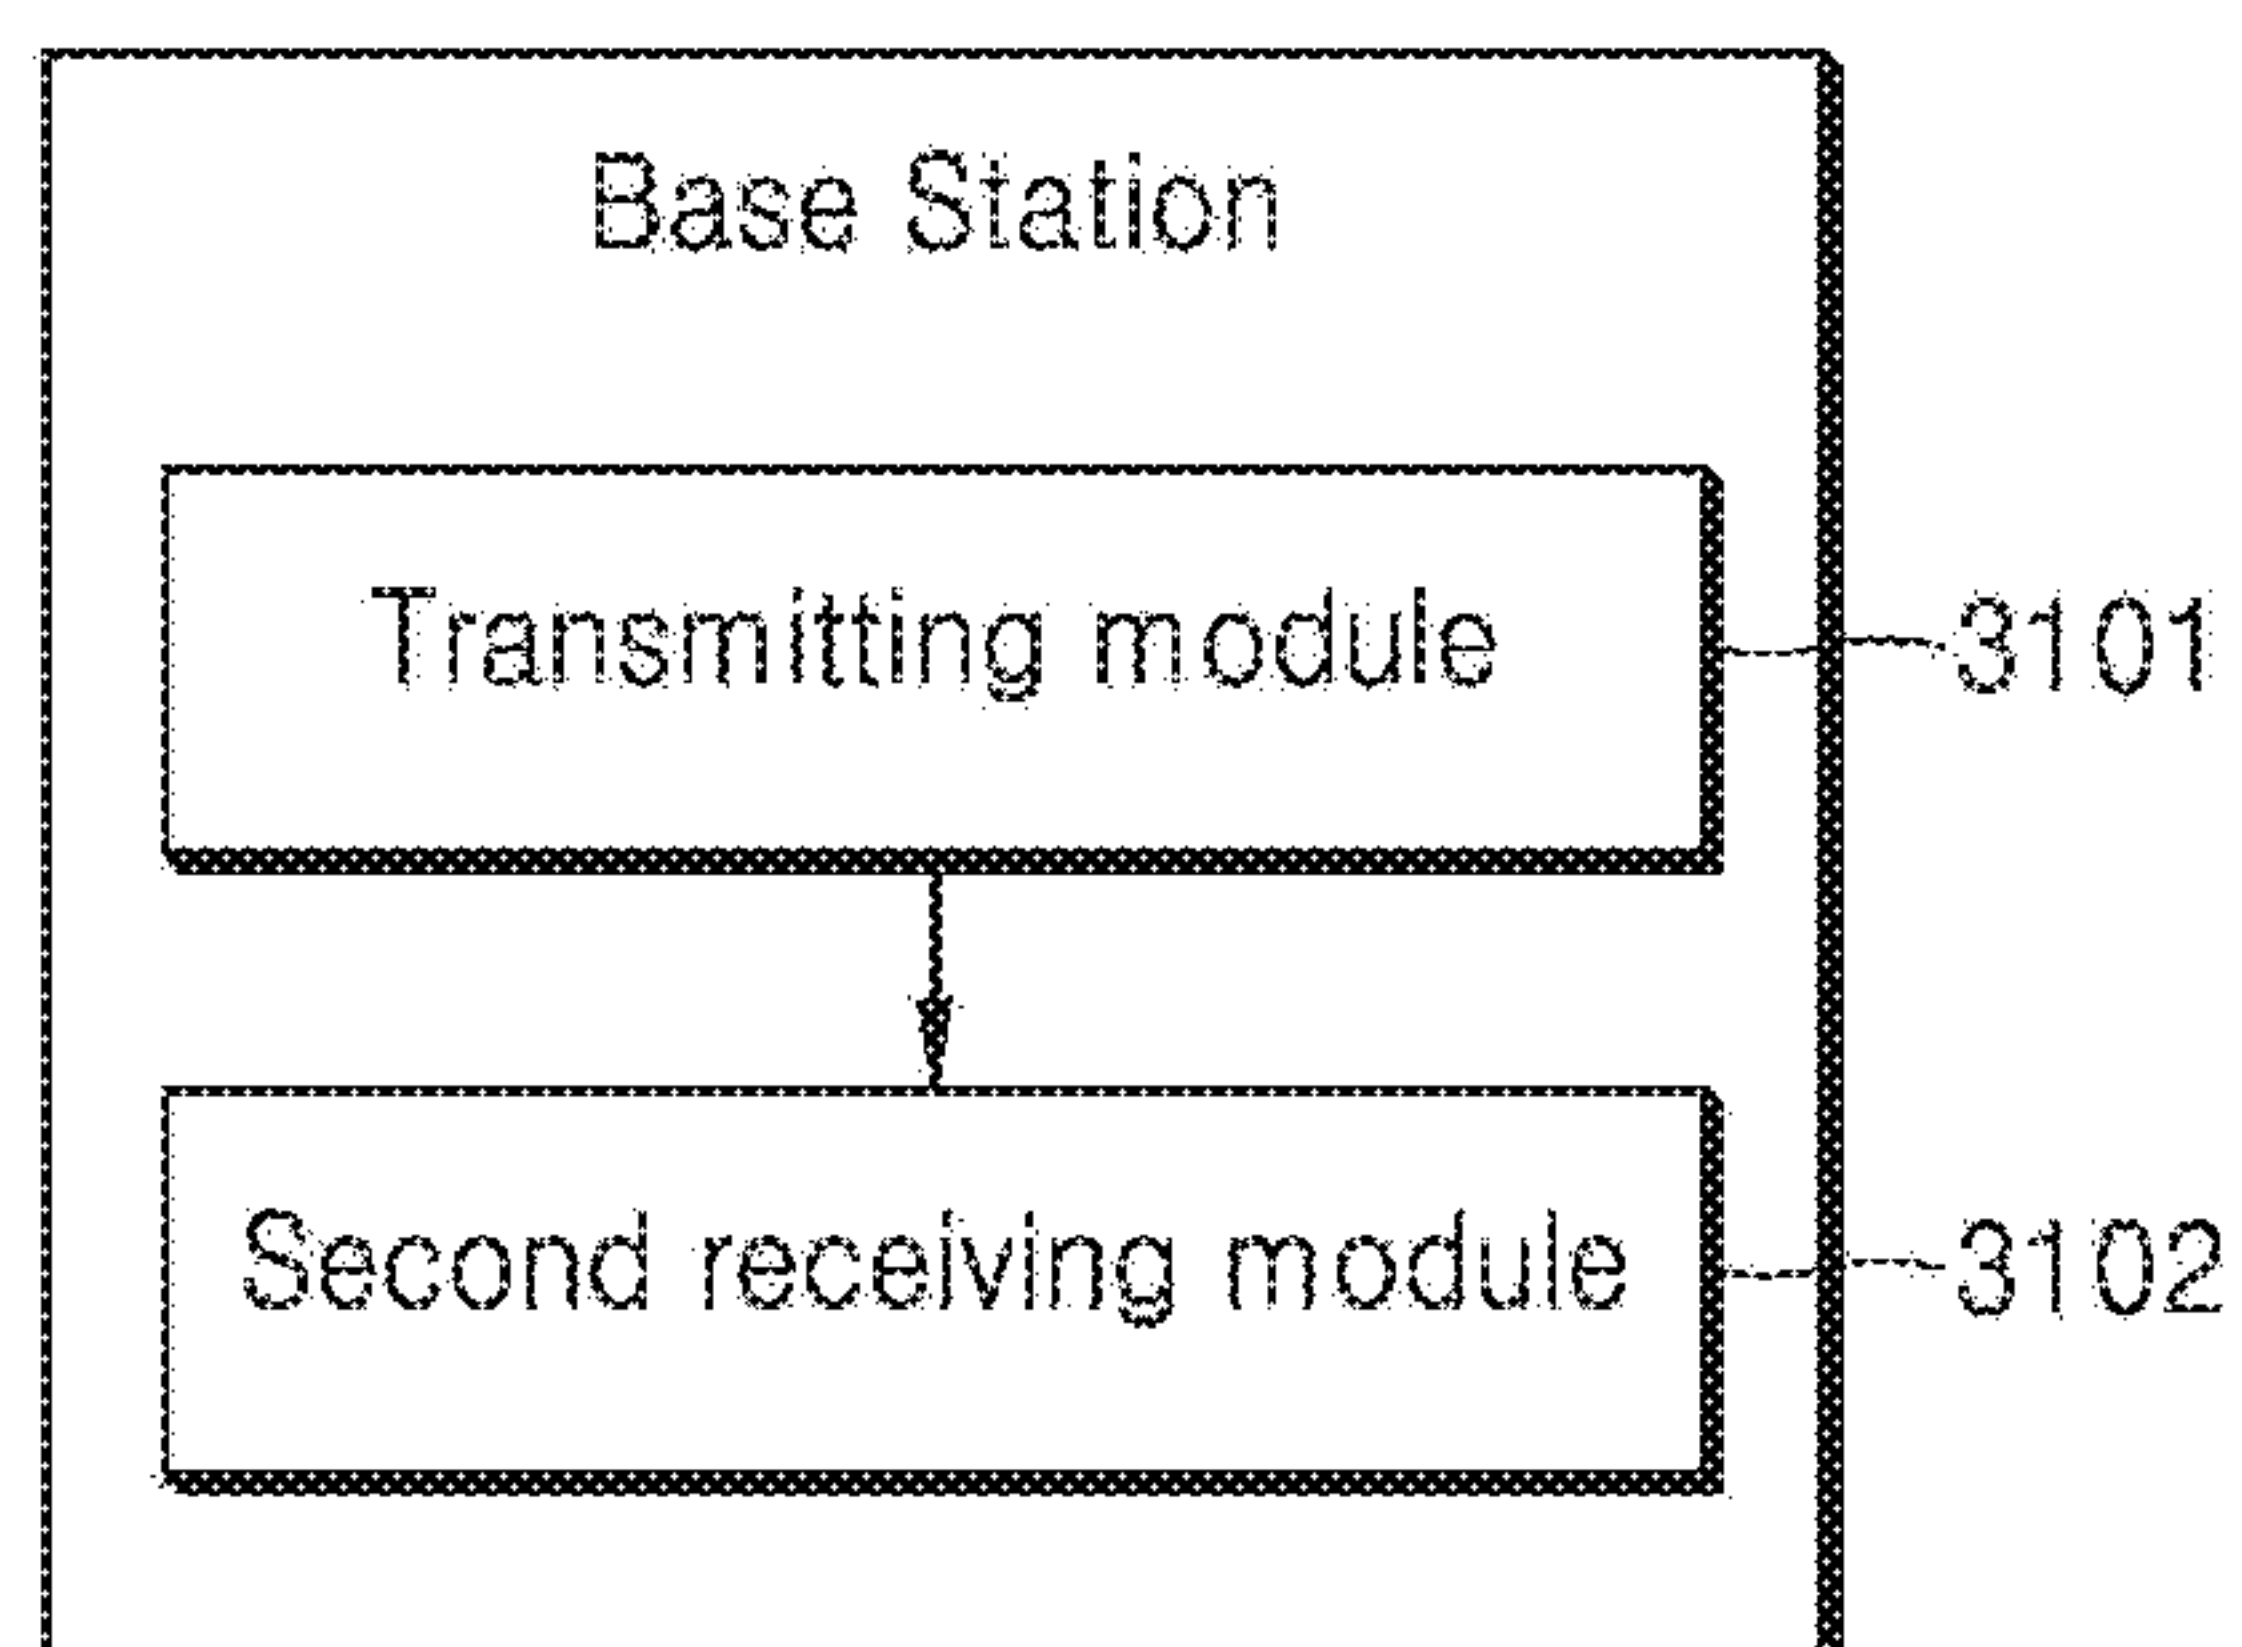 Base Station
Transmitting module
3101
Second receiving module
3102